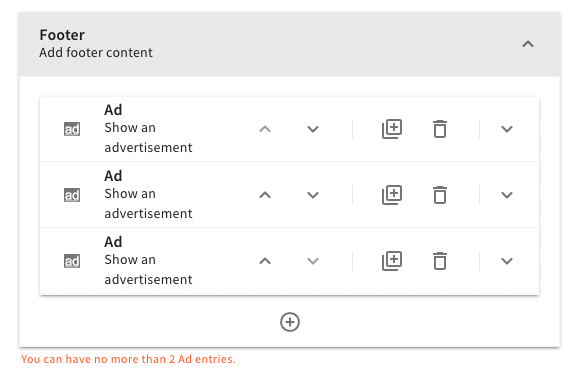 Footer
Add footer content
ad
Ad
Show an
advertisement
ad
Ad
Show an
advertisement
ad
Ad
Show an
advertisement
You can have no more than 2 Ad entries.